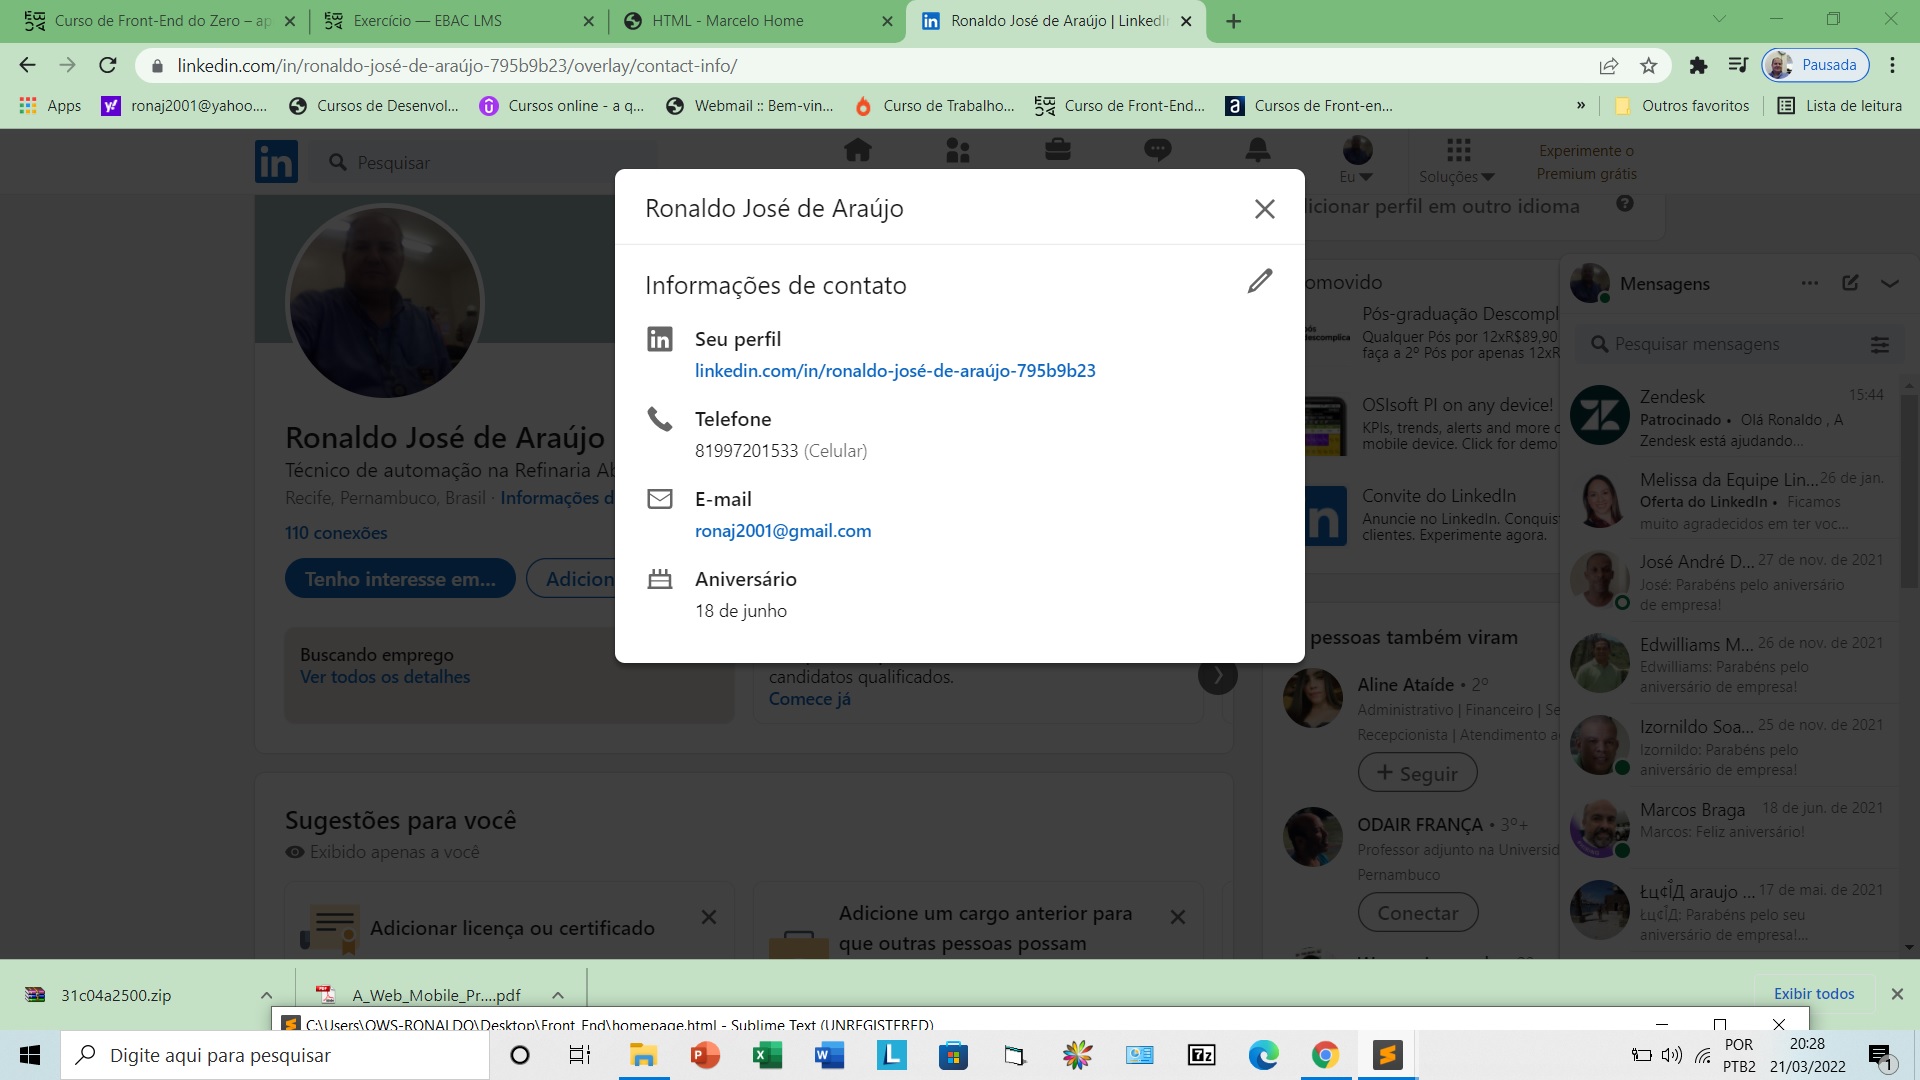 Curso de Front-End do Zero – ap
Exercício — EBAC LMS
HTML - Marcelo Home
Ronaldo José de Araújo | LinkedIn
linkedin.com/in/ronaldo-josé-de-araújo-795b9b23/overlay/contact-info/
Pausada
Apps
ronaj2001@yahoo....
Cursos de Desenvol...
Cursos online - a q...
Webmail :: Bem-vin...
Curso de Trabalho...
Curso de Front-End...
Cursos de Front-en...
»
Outros favoritos
Lista de leitura
in
Pesquisar
Eu
Soluções
Experimente o
Premium grátis
Ronaldo José de Araújo
Informações de contato
Seu perfil
linkedin.com/in/ronaldo-josé-de-araújo-795b9b23
Telefone
81997201533 (Celular)
E-mail
ronaj2001@gmail.com
Aniversário
18 de junho
Ronaldo José de Araújo
Técnico de automação na Refinaria Ab
Recife, Pernambuco, Brasil · Informações d
110 conexões
Tenho interesse em...
Adicion
Buscando emprego
Ver todos os detalhes
candidatos qualificados.
Comece já
Sugestões para você
Exibido apenas a você
Adicionar licença ou certificado
Adicione um cargo anterior para
que outras pessoas possam
icionar perfil em outro idioma
omovido
Pós-graduação Descompl
Qualquer Pós por 12xR$89,90
faça a 2º Pós por apenas 12xR
OSIsoft PI on any device!
KPIs, trends, alerts and more o
mobile device. Click for demo
Convite do LinkedIn
Anuncie no LinkedIn. Conquist
clientes. Experimente agora.
pessoas também viram
Aline Ataíde • 2º
Administrativo | Financeiro | Se
Recepcionista | Atendimento ao
+ Seguir
ODAIR FRANÇA • 3º+
Professor adjunto na Universid
Pernambuco
Conectar
Mensagens
Pesquisar mensagens
Zendesk 15:44
Patrocinado • Olá Ronaldo , A
Zendesk está ajudando...
Melissa da Equipe Lin... 26 de jan.
Oferta do LinkedIn • Ficamos
muito agradecidos em ter voc...
José André D... 27 de nov. de 2021
José: Parabéns pelo aniversário
de empresa!
Edwilliams M... 26 de nov. de 2021
Edwilliams: Parabéns pelo
aniversário de empresa!
Izornildo Soa... 25 de nov. de 2021
Izornildo: Parabéns pelo
aniversário de empresa!
Marcos Braga 18 de jun. de 2021
Marcos: Feliz aniversário!
araujo ... 17 de mai. de 2021
Parabéns pelo seu
aniversário de empresa!...
31c04a2500.zip
A_Web_Mobile_Pr....pdf
Exibir todos
C:\Users\OWS-RONALDO\Desktop\Front_End\homepage.html - Sublime Text (UNREGISTERED)
Digite aqui para pesquisar
POR
PTB2
20:28
21/03/2022
1